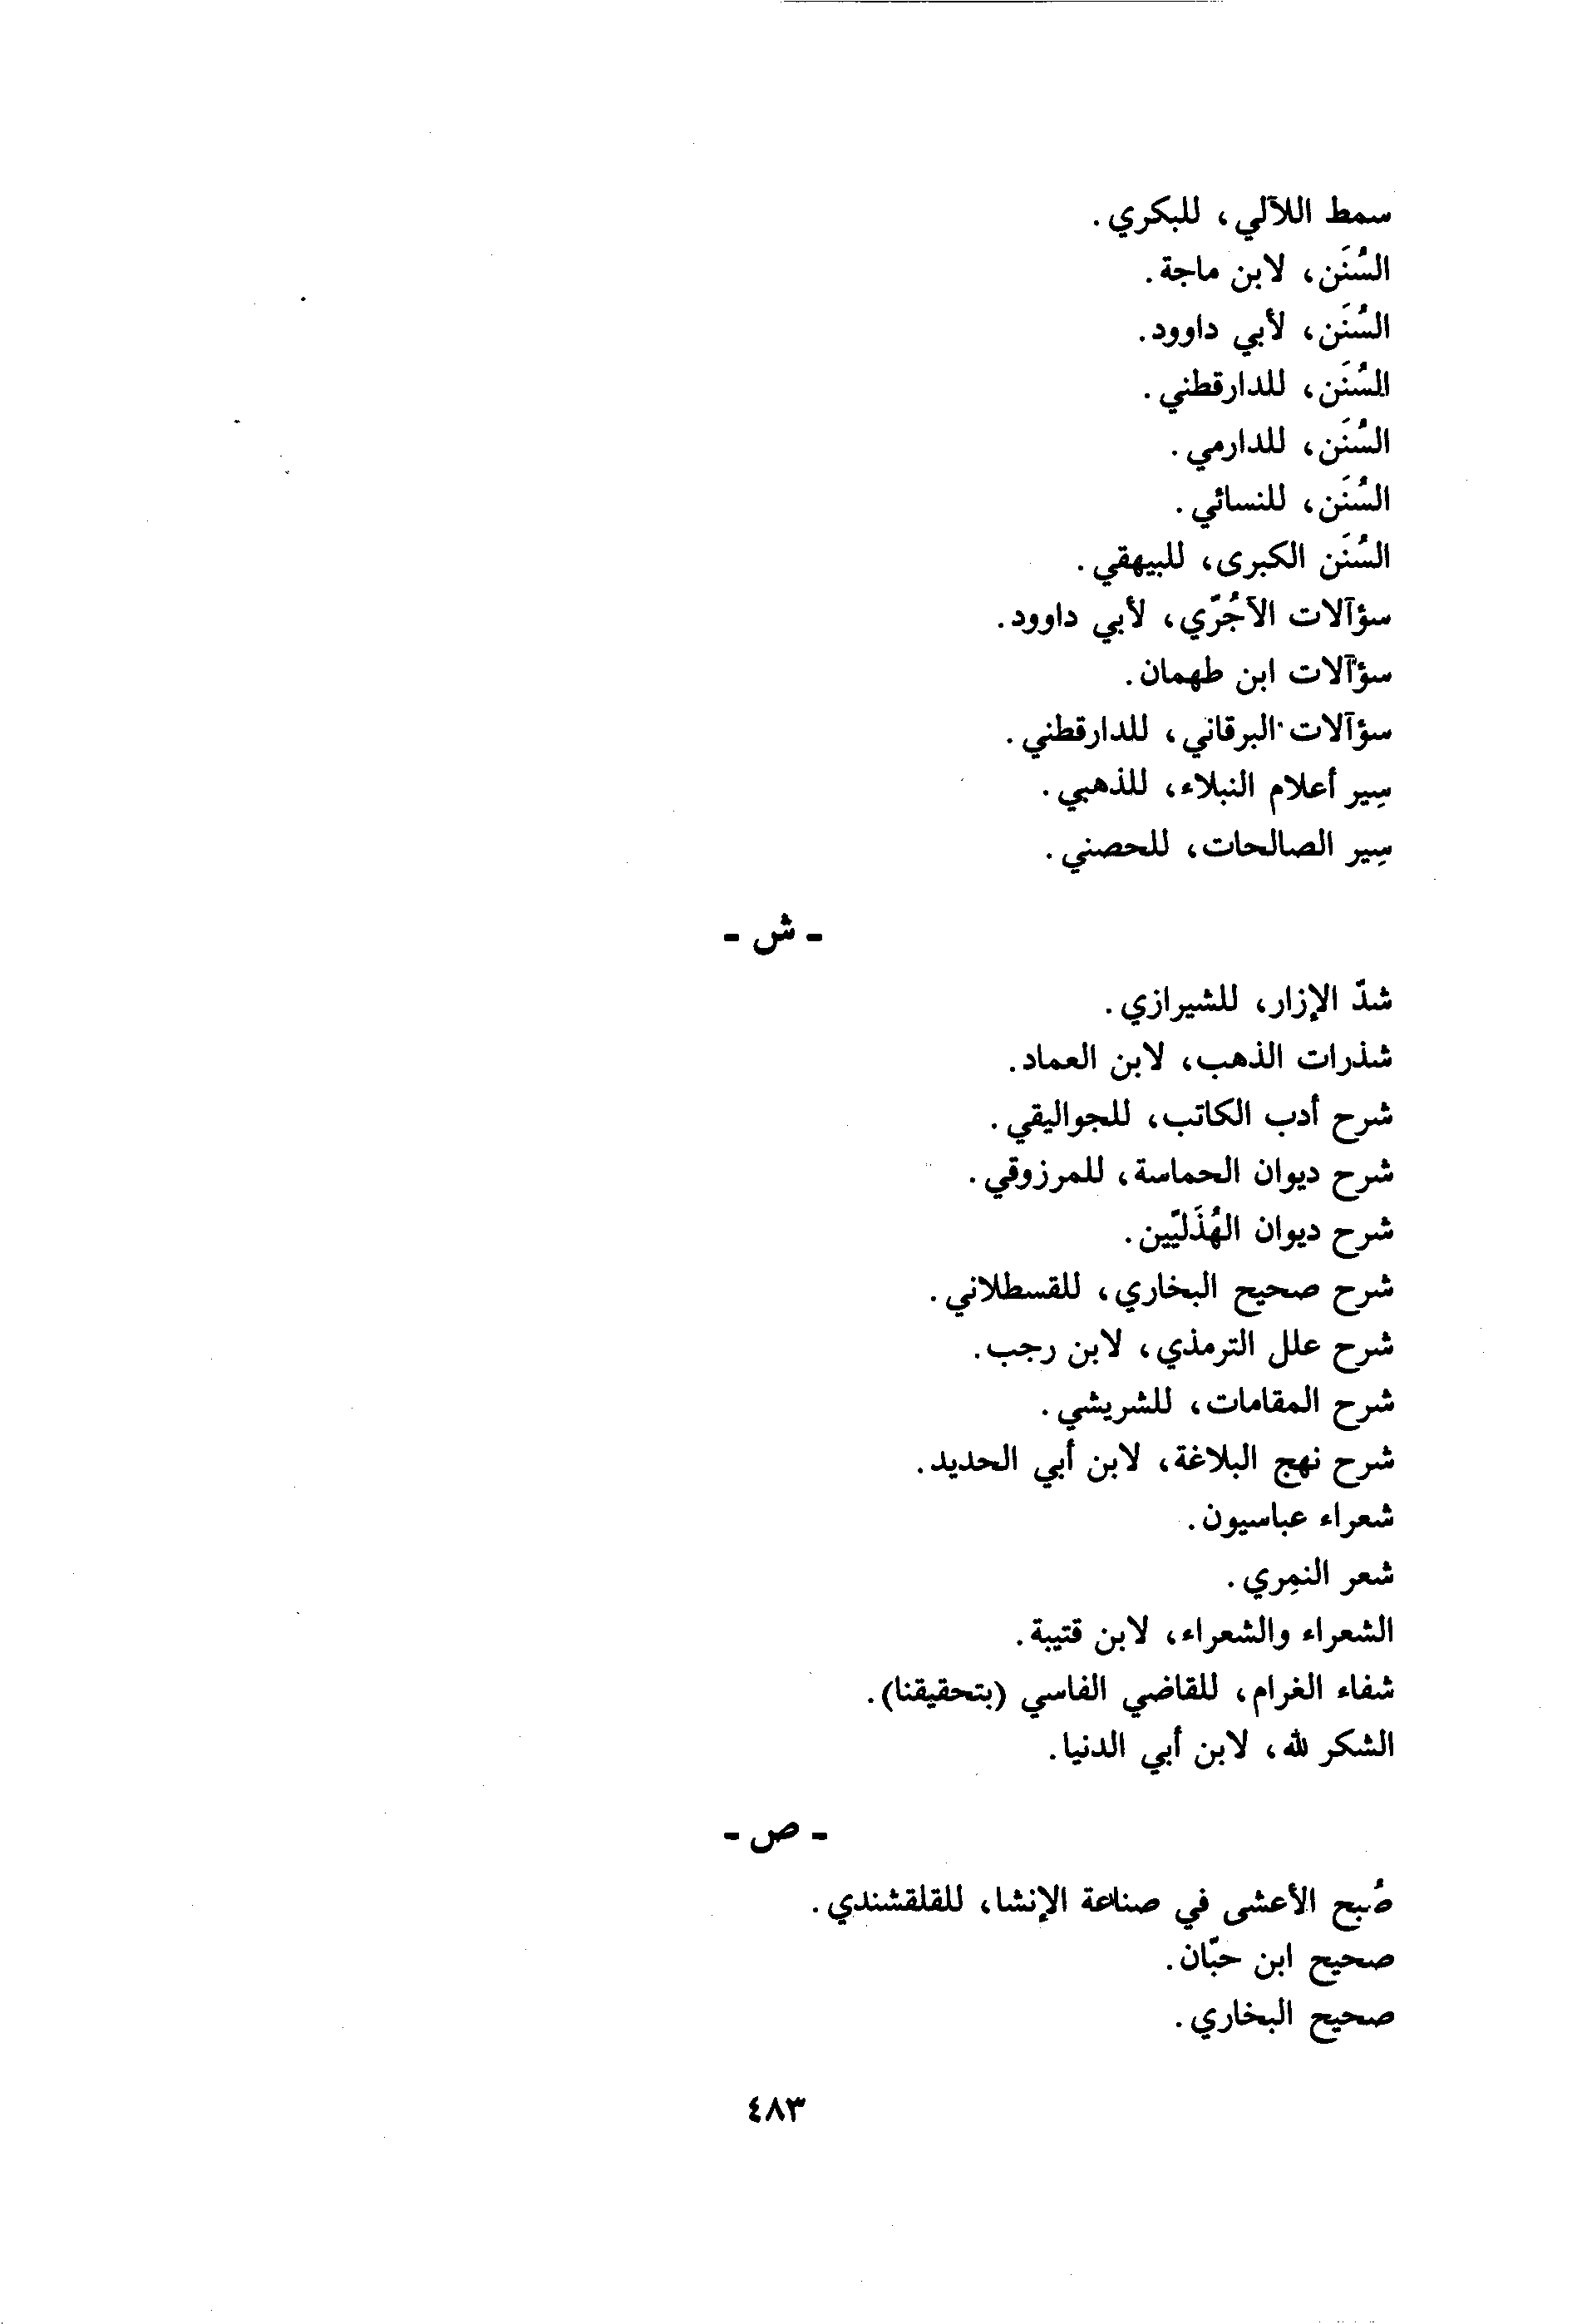 سمط اللآلي، للبكري.
السُنَن، لابن ماجة.
السُنَن، لأبي داوود.
السُنَن، للدارقطني.
السُنَن، للدارمي.
السُنَن، للنسائي.
السُنَن الكبرى، للبيهقي.
سؤآلات الآجُرّي، لأبي داوود.
سؤآلات ابن طهمان.
سؤآلات البرقاني، للدارقطني.
سِير أعلام النبلاء، للذهبي.
سِير الصالحات، للحصني.
- ش -
شدّ الإزار، للشيرازي.
شذرات الذهب، لابن العماد.
شرح أدب الكاتب، للجواليقي.
شرح ديوان الحماسة، للمرزوقي.
شرح ديوان الهُذَليّين.
شرح صحيح البخاري، للقسطلاني.
شرح علل الترمذي، لابن رجب.
شرح المقامات، للشريشي.
شرح نهج البلاغة، لابن أبي الحديد.
شعراء عباسيون.
شعر النمِري.
الشعراء والشعراء، لابن قتيبة.
شفاء الغرام، للقاضي الفاسي (بتحقيقنا).
الشكر لله، لابن أبي الدنيا.
- ص -
صُبح الأعشى في صناعة الإنشا، للقلقشندي.
صحيح ابن حبّان.
صحيح البخاري.
٤٨٣